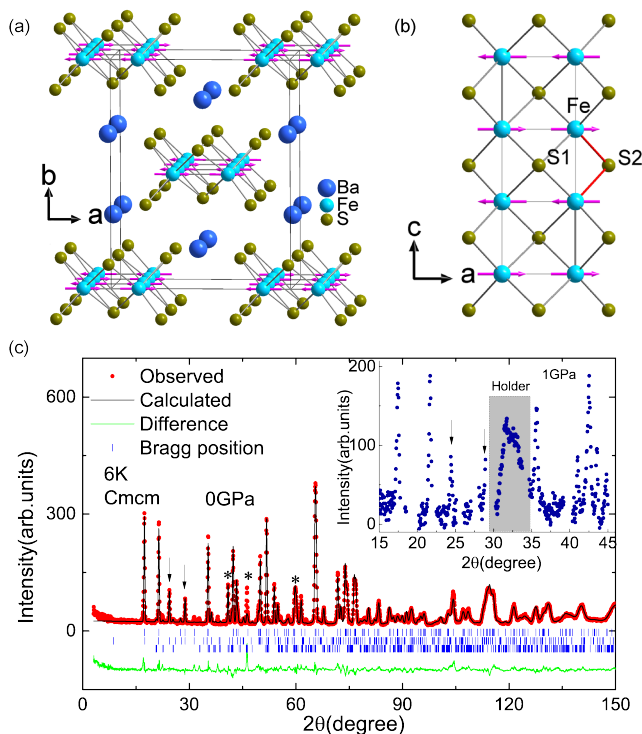 (a)
b
a
Ba
Fe
S
(b)
Fe
S1
S2
c
a
(c)
Observed
Calculated
Difference
Bragg position
6K
Cmcm
0GPa
600
300
0
Intensity(arb.units)
0 30 60 90 120 150
2θ(degree)
* * *
Holder
1GPa
200
100
0
Intensity(arb.units)
15 20 25 30 35 40 45
2θ(degree)